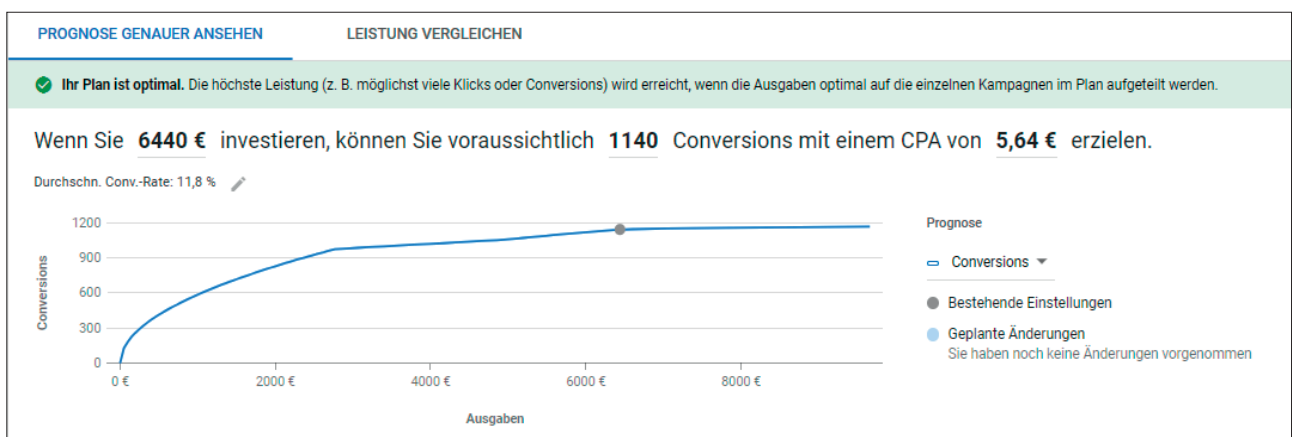 PROGNOSE GENAUER ANSEHEN LEISTUNG VERGLEICHEN
Ihr Plan ist optimal. Die höchste Leistung (z. B. möglichst viele Klicks oder Conversions) wird erreicht, wenn die Ausgaben optimal auf die einzelnen Kampagnen im Plan aufgeteilt werden.
Wenn Sie 6440 € investieren, können Sie voraussichtlich 1140 Conversions mit einem CPA von 5,64 € erzielen.
Durchschn. Conv.-Rate: 11,8 %
1200
900
600
300
0
Conversions
0 € 2000 € 4000 € 6000 € 8000 €
Ausgaben
Prognose
Conversions
Bestehende Einstellungen
Geplante Änderungen
Sie haben noch keine Änderungen vorgenommen